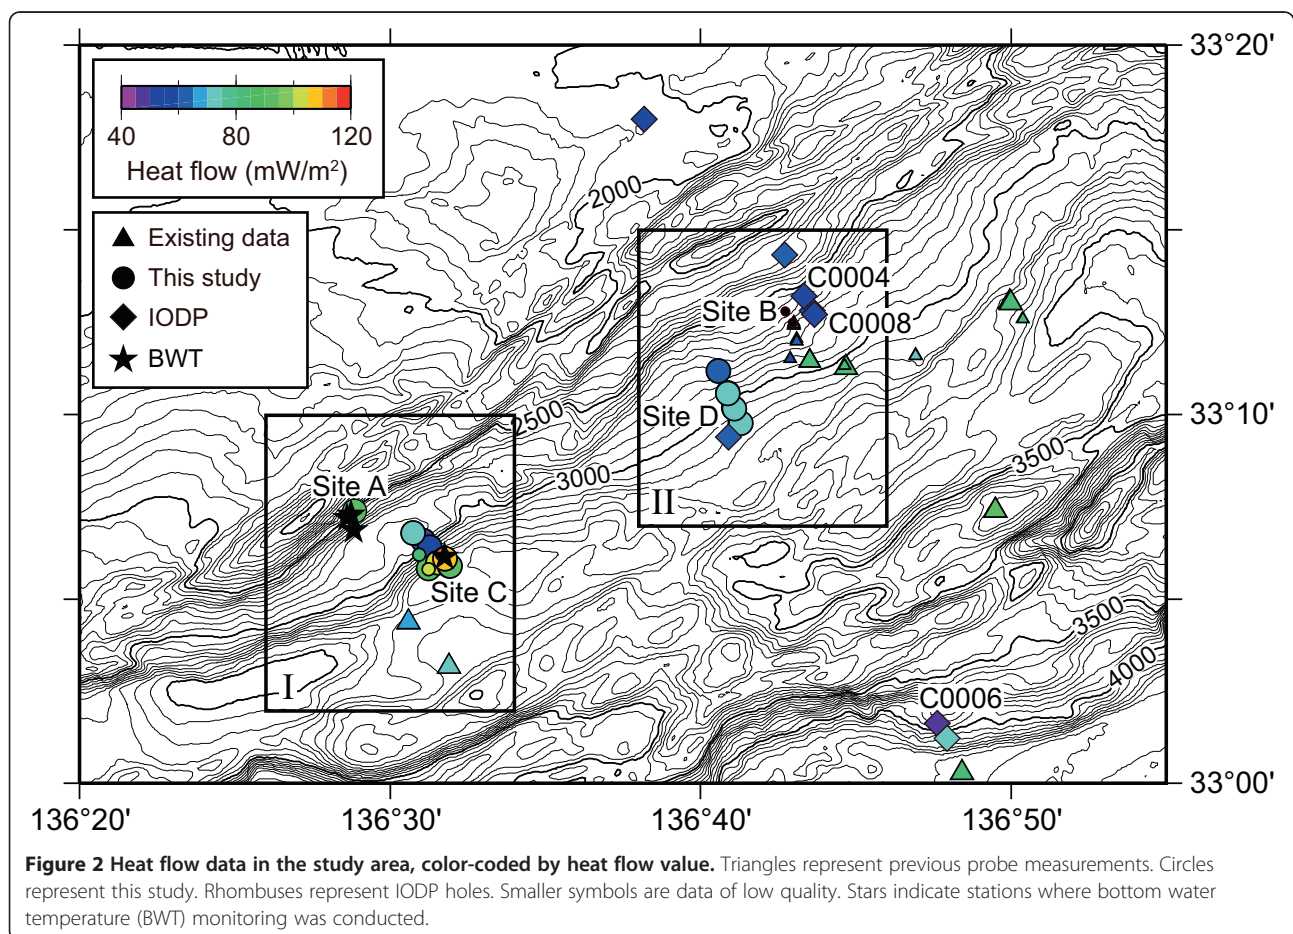 33°20'
40 80 120
Heat flow (mW/m²)
Existing data
This study
IODP
BWT
2000
C0004
Site B
C0008
33°10'
2500
Site D
3000
3500
Site A
II
Site C
3500
I
4000
C0006
33°00'
136°20' 136°30' 136°40' 136°50'
Figure 2 Heat flow data in the study area, color-coded by heat flow value. Triangles represent previous probe measurements. Circles
represent this study. Rhombuses represent IODP holes. Smaller symbols are data of low quality. Stars indicate stations where bottom water
temperature (BWT) monitoring was conducted.